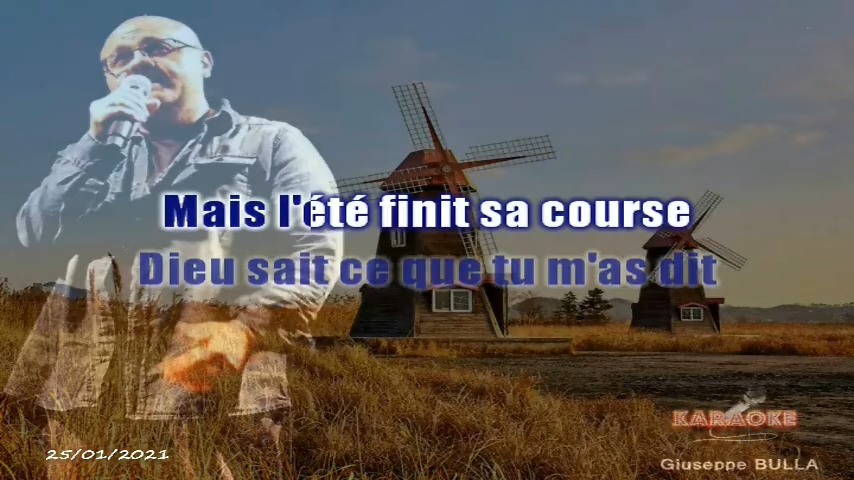 Mais l'été finit sa course
Dieu sait ce que tu m'as dit
KARAOKE
25/01/2021
Giuseppe BULLA